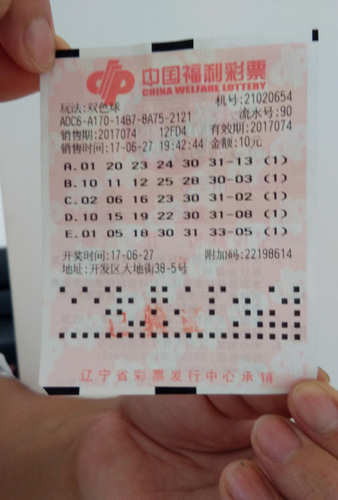 中国福利彩票
CHINA WELFARE LOTTERY
玩法:双色球 机号:21020654
ADC6-A170-14B7-8A75-2121 流水号:90
销售期:2017074 12FD4 有效期:2017074
销售时间:17-06-27 19:42:44 金额:10元
A.01 20 23 24 30 31-13 (1)
B.10 11 12 25 28 30-03 (1)
C.02 06 16 23 30 31-02 (1)
D.10 15 19 22 30 31-08 (1)
E.01 05 18 30 31 33-05 (1)
开奖时间:17-06-27 附加码:22198614
地址:开发区大地街38-5号
辽宁省彩票发行中心承销